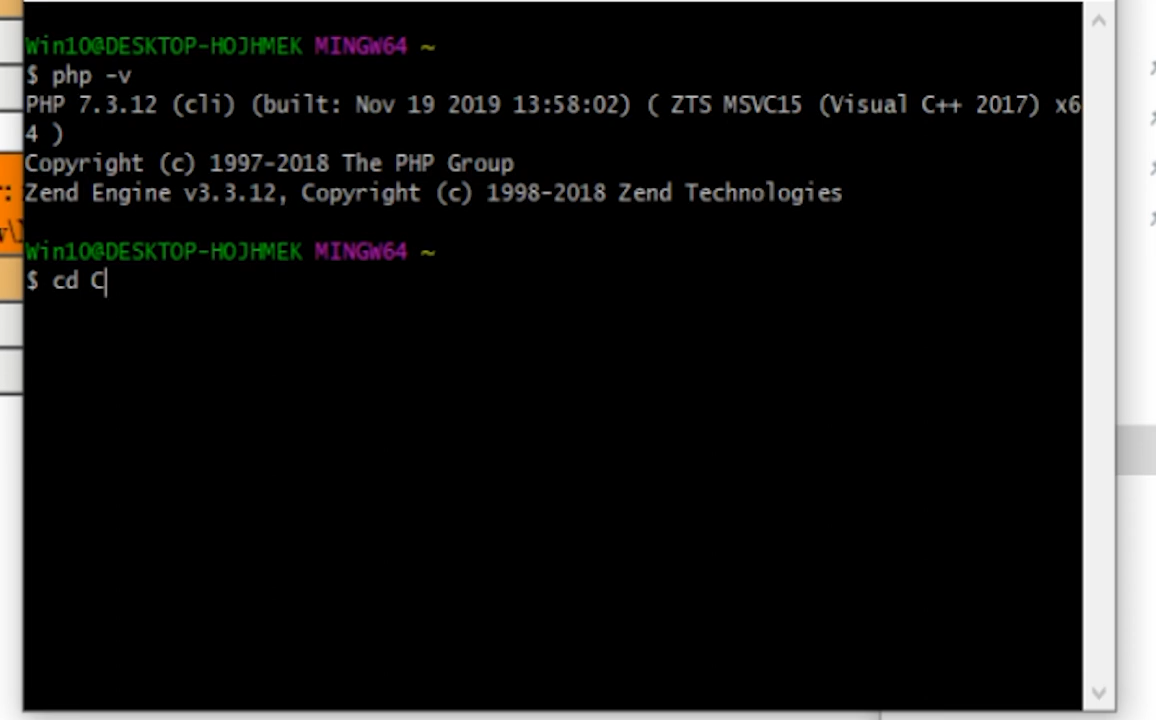 Win10@DESKTOP-HOJHMEK MINGW64 ~
$ php -v
PHP 7.3.12 (cli) (built: Nov 19 2019 13:58:02) ( ZTS MSVC15 (Visual C++ 2017) x6
4 )
Copyright (c) 1997-2018 The PHP Group
Zend Engine v3.3.12, Copyright (c) 1998-2018 Zend Technologies
Win10@DESKTOP-HOJHMEK MINGW64 ~
$ cd C